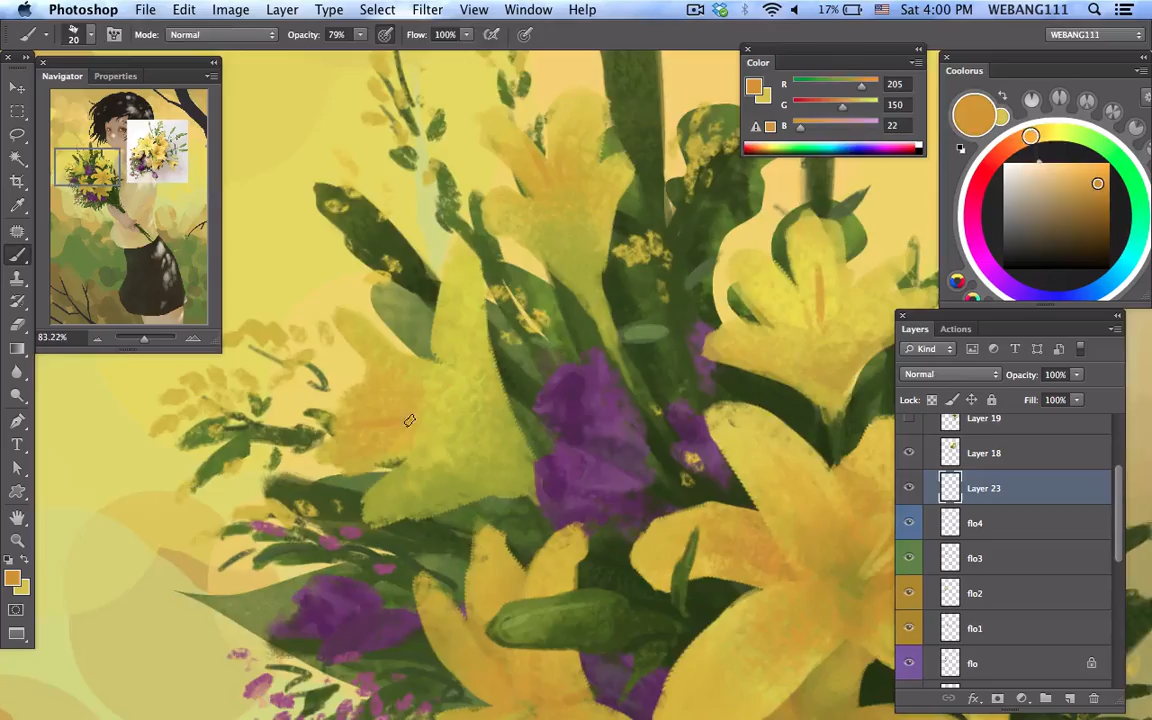 Photoshop File Edit Image Layer Type Select Filter View Window Help 17% Sat 4:00 PM WEBANG111
20 Mode: Normal Opacity: 79% Flow: 100% WEBANG111
Navigator Properties
83.22%
Color
R 205
G 150
B 22
Coolorus
Layers Actions
Kind
Normal Opacity: 100%
Lock: Fill: 100%
Layer 19
Layer 18
Layer 23
flo4
flo3
flo2
flo1
flo